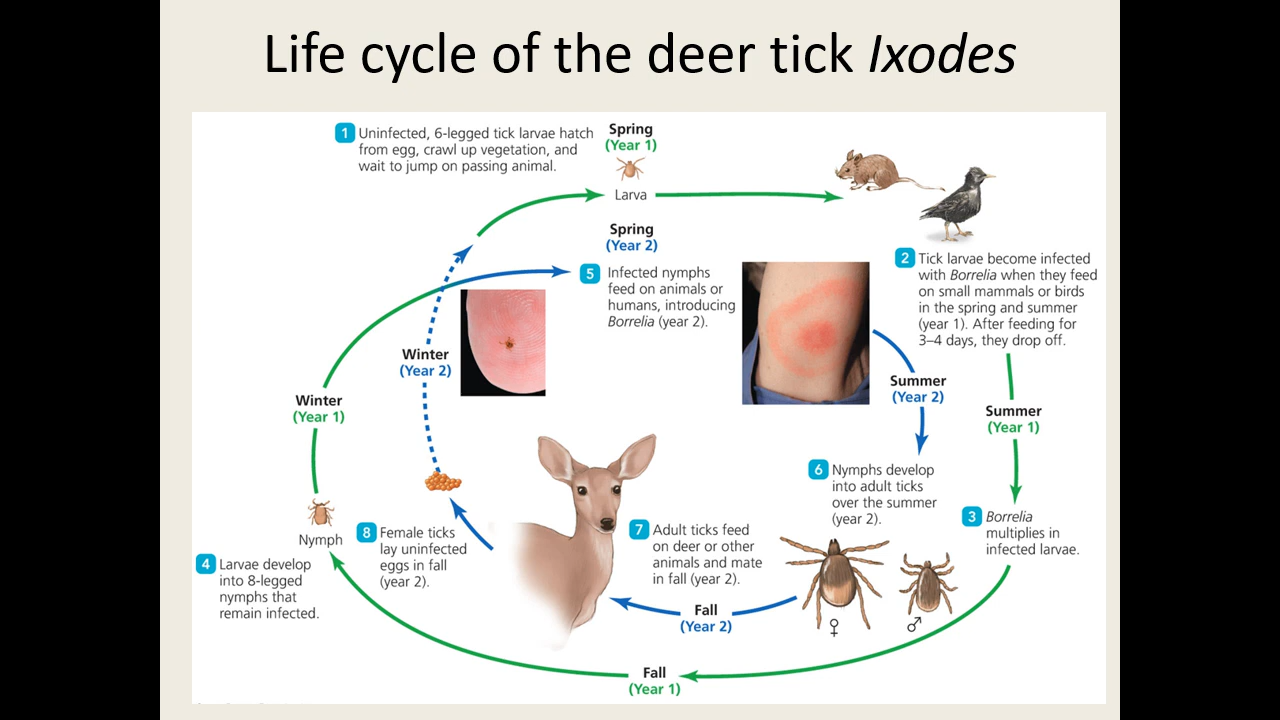 Life cycle of the deer tick Ixodes
1 Uninfected, 6-legged tick larvae hatch
from egg, crawl up vegetation, and
wait to jump on passing animal.
Spring
(Year 1)
Larva
Spring
(Year 2)
5 Infected nymphs
feed on animals or
humans, introducing
Borrelia (year 2).
2 Tick larvae become infected
with Borrelia when they feed
on small mammals or birds
in the spring and summer
(year 1). After feeding for
3–4 days, they drop off.
Winter
(Year 2)
Summer
(Year 2)
Winter
(Year 1)
Summer
(Year 1)
6 Nymphs develop
into adult ticks
over the summer
(year 2).
3 Borrelia
multiplies in
infected larvae.
Nymph
8 Female ticks
lay uninfected
eggs in fall
(year 2).
7 Adult ticks feed
on deer or other
animals and mate
in fall (year 2).
4 Larvae develop
into 8-legged
nymphs that
remain infected.
Fall
(Year 2)
♀ ♂
Fall
(Year 1)